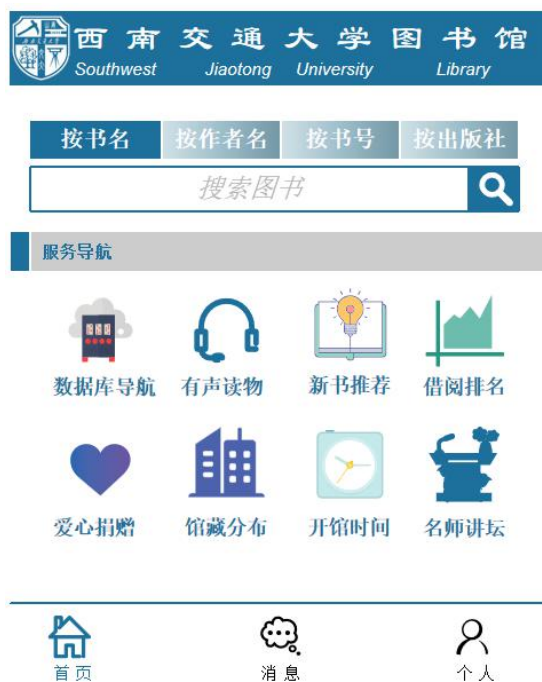 西南交通大学图书馆
Southwest Jiaotong University Library
按书名 按作者名 按书号 按出版社
搜索图书
服务导航
数据库导航 有声读物 新书推荐 借阅排名
爱心捐赠 馆藏分布 开馆时间 名师讲坛
首页 消息 个人